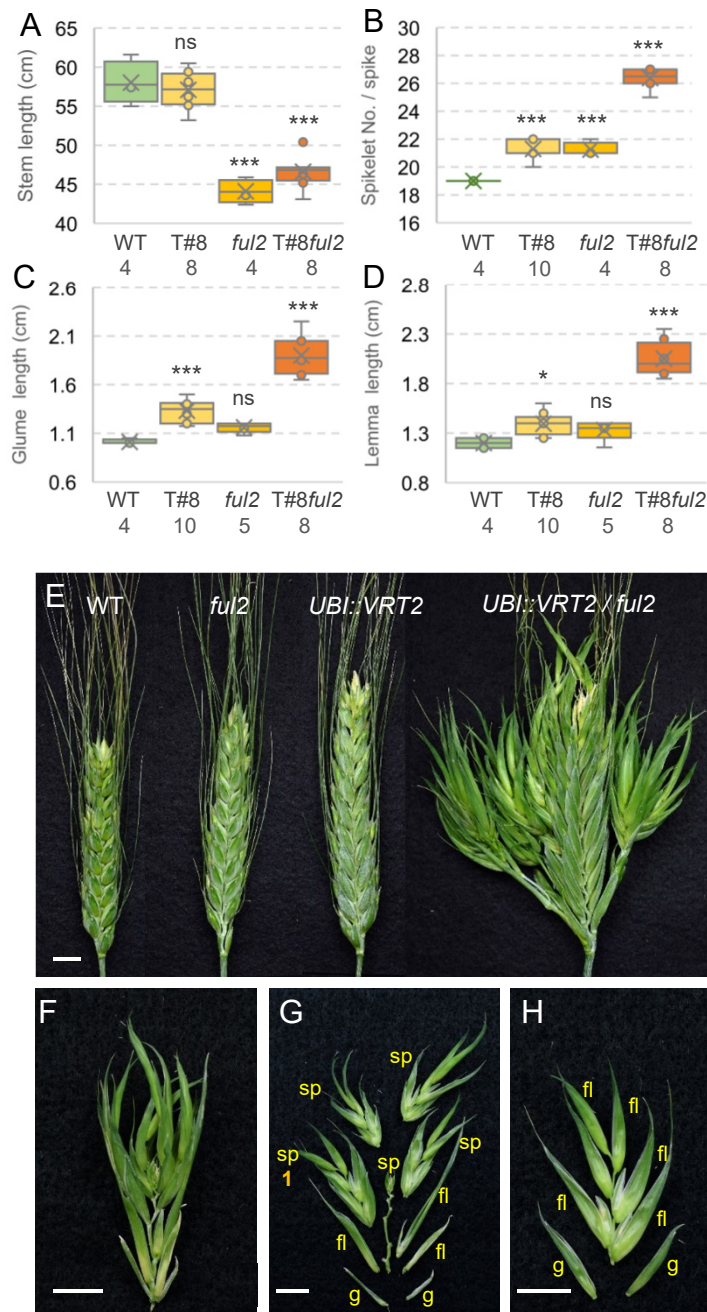 A
Stem length (cm)
65
60
55
50
45
40
ns
***
***
WT T#8 ful2 T#8ful2
4 8 4 8
B
Spikelet No. / spike
28
26
24
22
20
18
16
***
***
***
WT T#8 ful2 T#8ful2
4 10 4 8
C
Glume length (cm)
2.6
2.1
1.6
1.1
0.6
***
ns
***
WT T#8 ful2 T#8ful2
4 10 5 8
D
Lemma length (cm)
2.8
2.3
1.8
1.3
0.8
*
ns
***
WT T#8 ful2 T#8ful2
4 10 5 8
E
WT ful2 UBI::VRT2 UBI::VRT2 / ful2
F
G
sp
sp
sp sp sp
1
fl
fl fl
fl
g g
H
fl
fl
fl
fl fl
g g